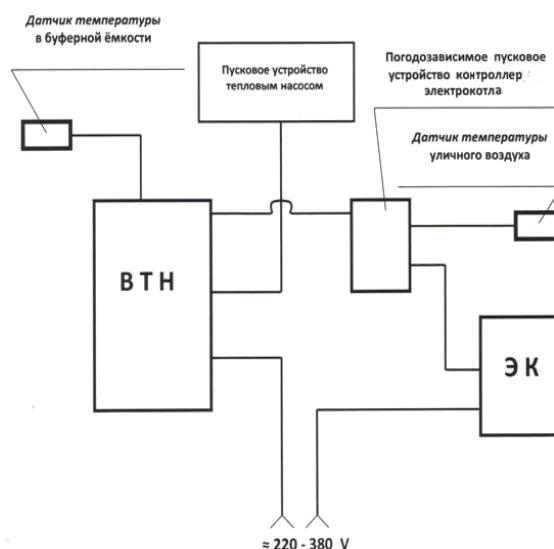 Датчик температуры
в буферной ёмкости
Пусковое устройство
тепловым насосом
Погодозависимое пусковое
устройство контроллер
электрокотла
Датчик температуры
уличного воздуха
ВТН
ЭК
≈ 220 - 380 V